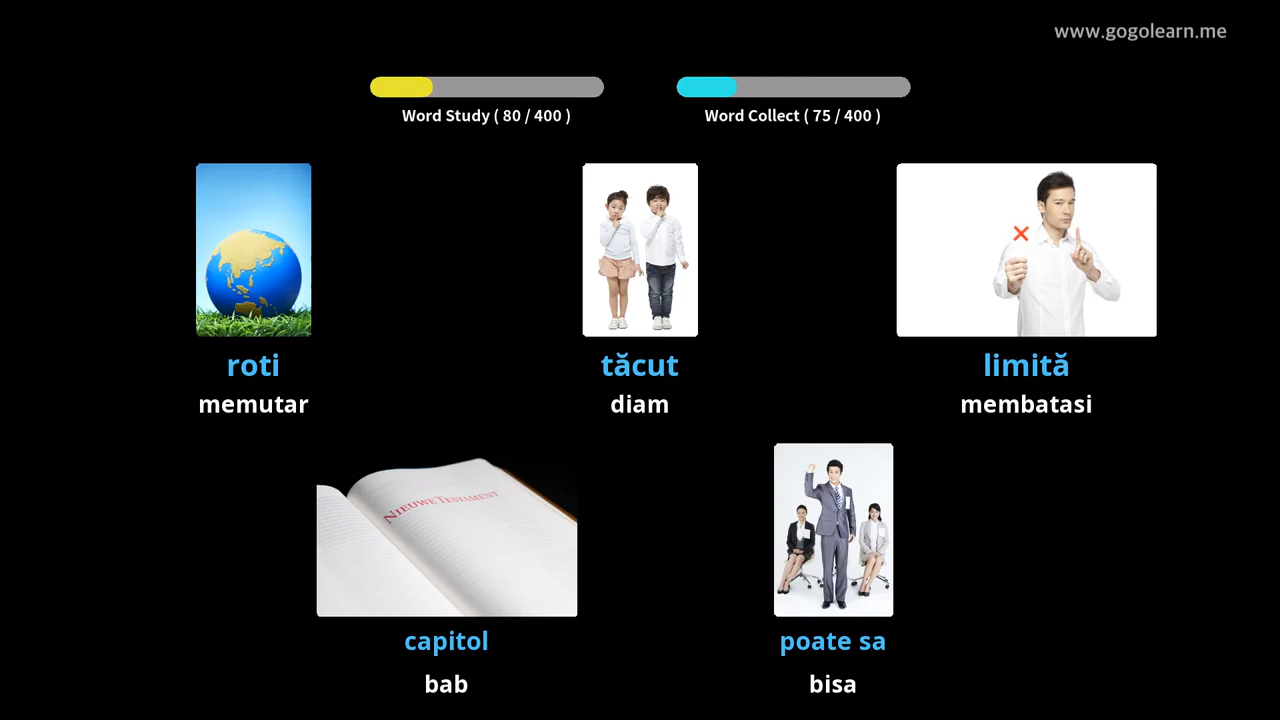 www.gogolearn.me
Word Study ( 80 / 400 )
Word Collect ( 75 / 400 )
roti
memutar
tăcut
diam
limită
membatasi
NIEUWE TESTAMENT
capitol
bab
poate sa
bisa